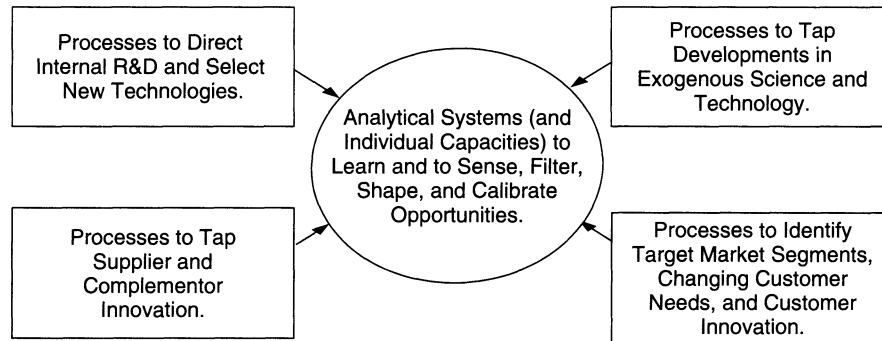 Processes to Direct
Internal R&D and Select
New Technologies.
Processes to Tap
Developments in
Exogenous Science and
Technology.
Analytical Systems (and
Individual Capacities) to
Learn and to Sense, Filter,
Shape, and Calibrate
Opportunities.
Processes to Tap
Supplier and
Complementor
Innovation.
Processes to Identify
Target Market Segments,
Changing Customer
Needs, and Customer
Innovation.